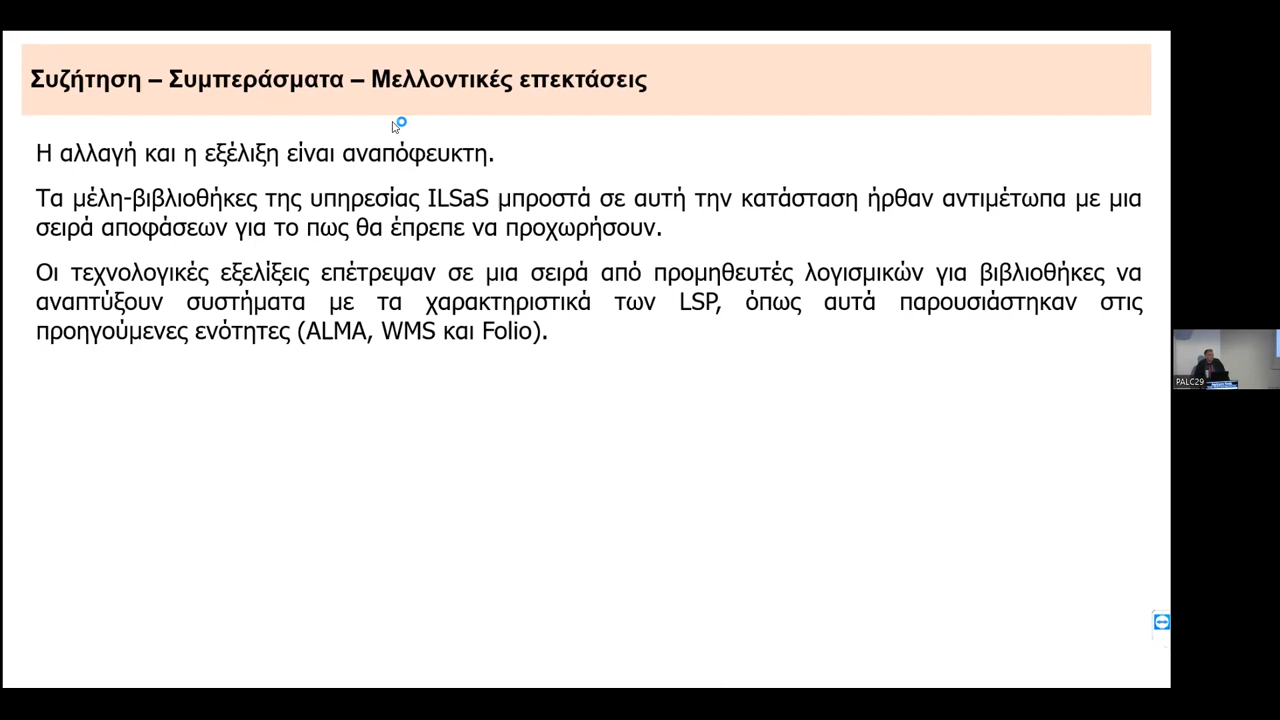 Συζήτηση – Συμπεράσματα – Μελλοντικές επεκτάσεις
Η αλλαγή και η εξέλιξη είναι αναπόφευκτη.
Τα μέλη-βιβλιοθήκες της υπηρεσίας ILSaS μπροστά σε αυτή την κατάσταση ήρθαν αντιμέτωπα με μια
σειρά αποφάσεων για το πως θα έπρεπε να προχωρήσουν.
Οι τεχνολογικές εξελίξεις επέτρεψαν σε μια σειρά από προμηθευτές λογισμικών για βιβλιοθήκες να
αναπτύξουν συστήματα με τα χαρακτηριστικά των LSP, όπως αυτά παρουσιάστηκαν στις
προηγούμενες ενότητες (ALMA, WMS και Folio).
PALC29